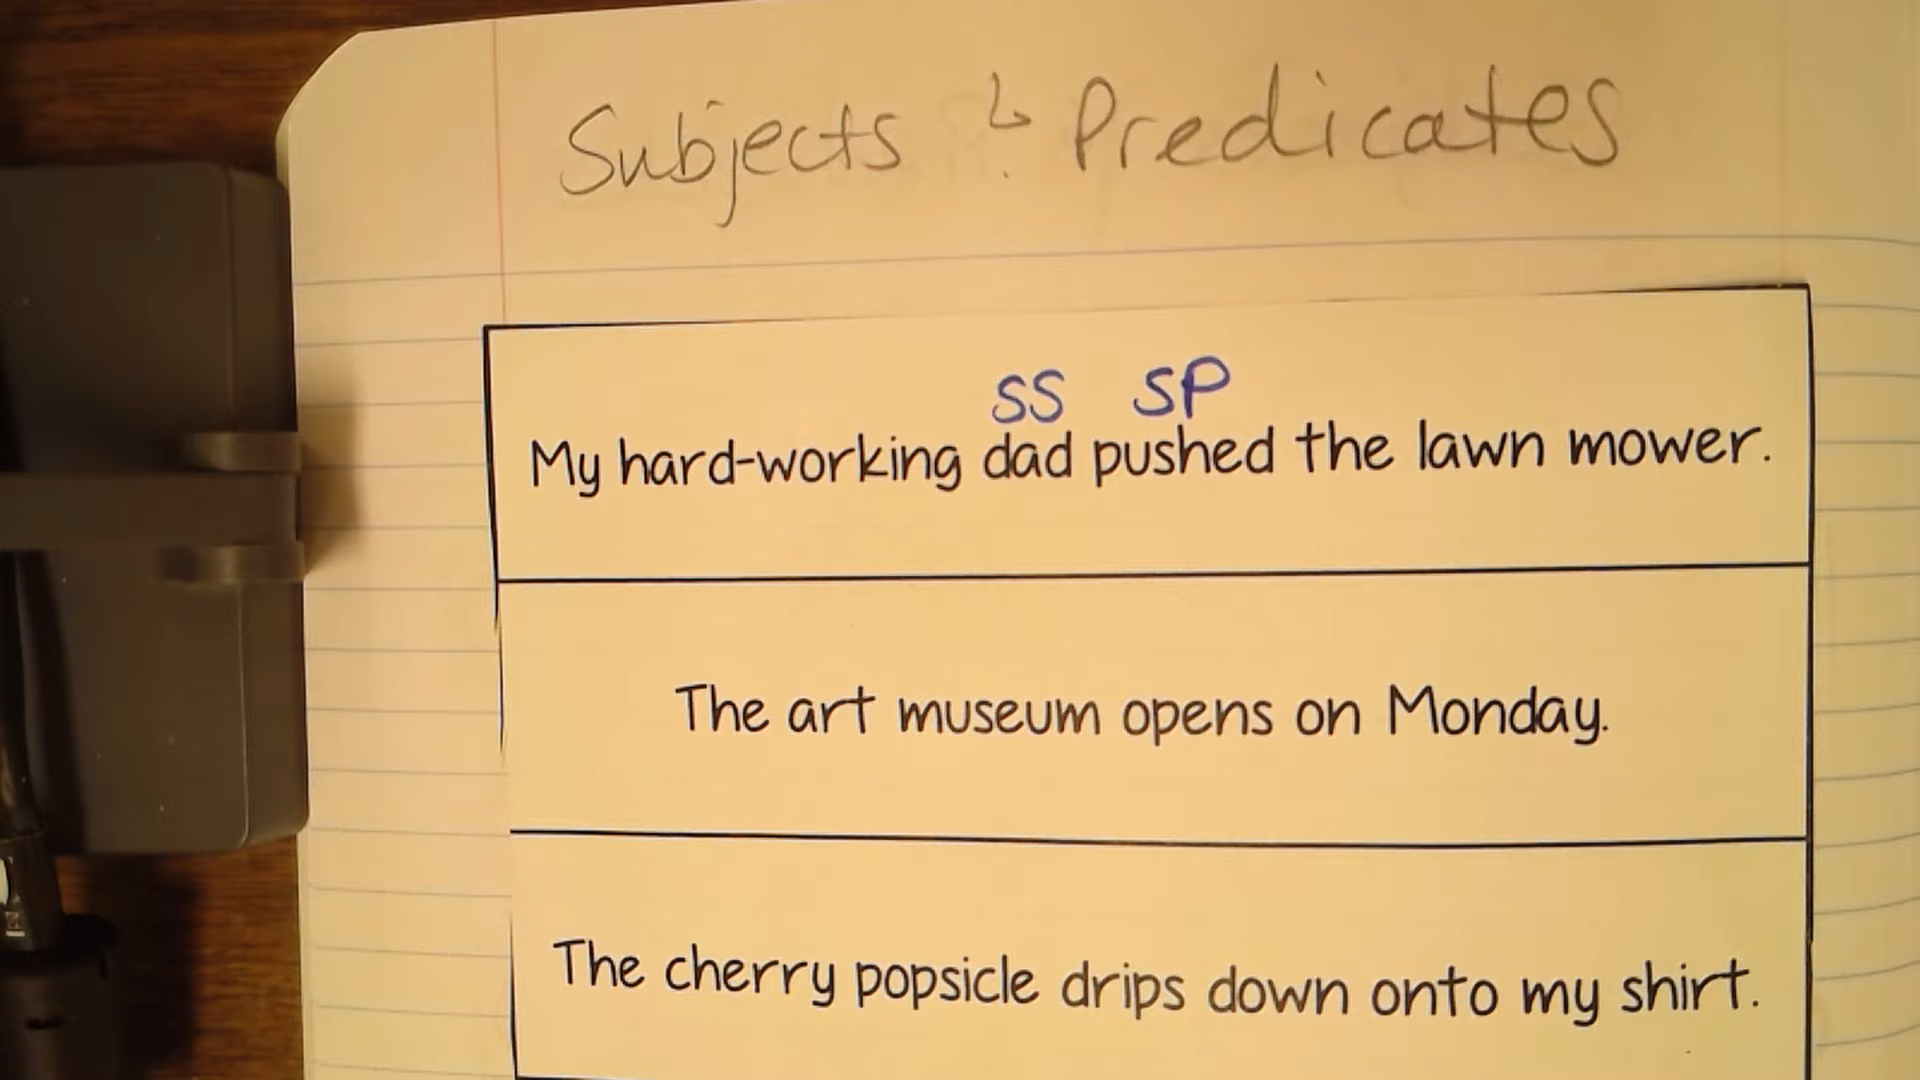 Subjects & Predicates
SS SP
My hard-working dad pushed the lawn mower.
The art museum opens on Monday.
The cherry popsicle drips down onto my shirt.